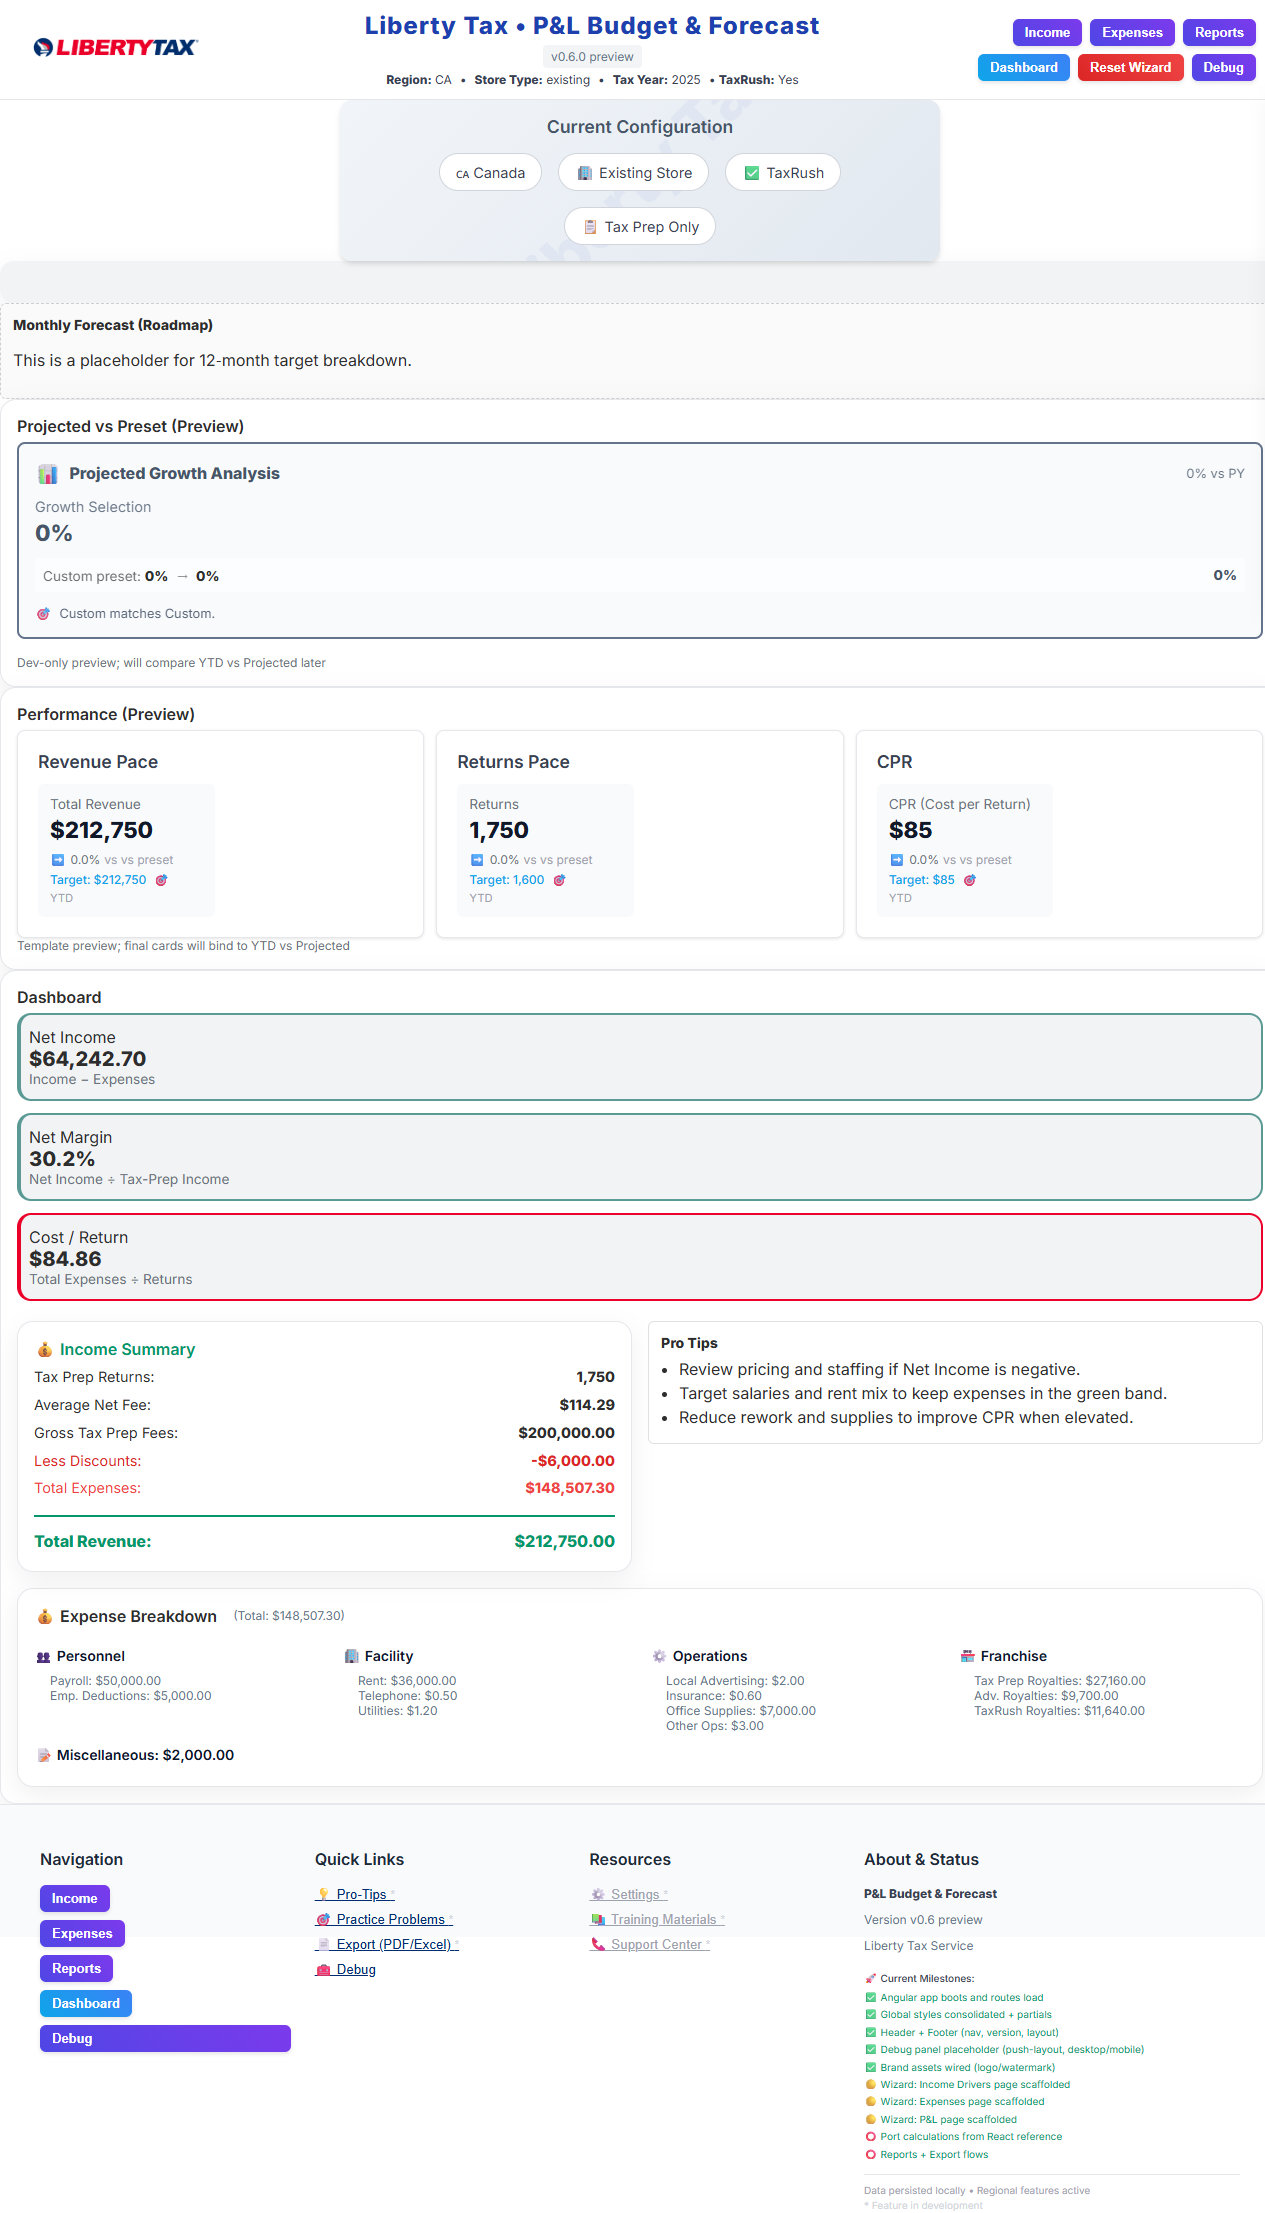 LIBERTYTAX
Liberty Tax • P&L Budget & Forecast
v0.6.0 preview
Region: CA • Store Type: existing • Tax Year: 2025 • TaxRush: Yes
Income Expenses Reports
Dashboard Reset Wizard Debug
Current Configuration
CA Canada
Existing Store
TaxRush
Tax Prep Only
Monthly Forecast (Roadmap)
This is a placeholder for 12-month target breakdown.
Projected vs Preset (Preview)
Projected Growth Analysis
0% vs PY
Growth Selection
0%
Custom preset: 0% → 0%
0%
Custom matches Custom.
Dev-only preview; will compare YTD vs Projected later
Performance (Preview)
Revenue Pace
Total Revenue
$212,750
0.0% vs vs preset
Target: $212,750
YTD
Returns Pace
Returns
1,750
0.0% vs vs preset
Target: 1,600
YTD
CPR
CPR (Cost per Return)
$85
0.0% vs vs preset
Target: $85
YTD
Template preview; final cards will bind to YTD vs Projected
Dashboard
Net Income
$64,242.70
Income − Expenses
Net Margin
30.2%
Net Income ÷ Tax-Prep Income
Cost / Return
$84.86
Total Expenses ÷ Returns
Income Summary
Tax Prep Returns: 1,750
Average Net Fee: $114.29
Gross Tax Prep Fees: $200,000.00
Less Discounts: -$6,000.00
Total Expenses: $148,507.30
Total Revenue: $212,750.00
Pro Tips
• Review pricing and staffing if Net Income is negative.
• Target salaries and rent mix to keep expenses in the green band.
• Reduce rework and supplies to improve CPR when elevated.
Expense Breakdown (Total: $148,507.30)
Personnel
Payroll: $50,000.00
Emp. Deductions: $5,000.00
Facility
Rent: $36,000.00
Telephone: $0.50
Utilities: $1.20
Operations
Local Advertising: $2.00
Insurance: $0.60
Office Supplies: $7,000.00
Other Ops: $3.00
Franchise
Tax Prep Royalties: $27,160.00
Adv. Royalties: $9,700.00
TaxRush Royalties: $11,640.00
Miscellaneous: $2,000.00
Navigation
Income
Expenses
Reports
Dashboard
Debug
Quick Links
Pro-Tips *
Practice Problems *
Export (PDF/Excel) *
Debug
Resources
Settings *
Training Materials *
Support Center *
About & Status
P&L Budget & Forecast
Version v0.6 preview
Liberty Tax Service
Current Milestones:
Angular app boots and routes load
Global styles consolidated + partials
Header + Footer (nav, version, layout)
Debug panel placeholder (push-layout, desktop/mobile)
Brand assets wired (logo/watermark)
Wizard: Income Drivers page scaffolded
Wizard: Expenses page scaffolded
Wizard: P&L page scaffolded
Port calculations from React reference
Reports + Export flows
Data persisted locally • Regional features active
* Feature in development